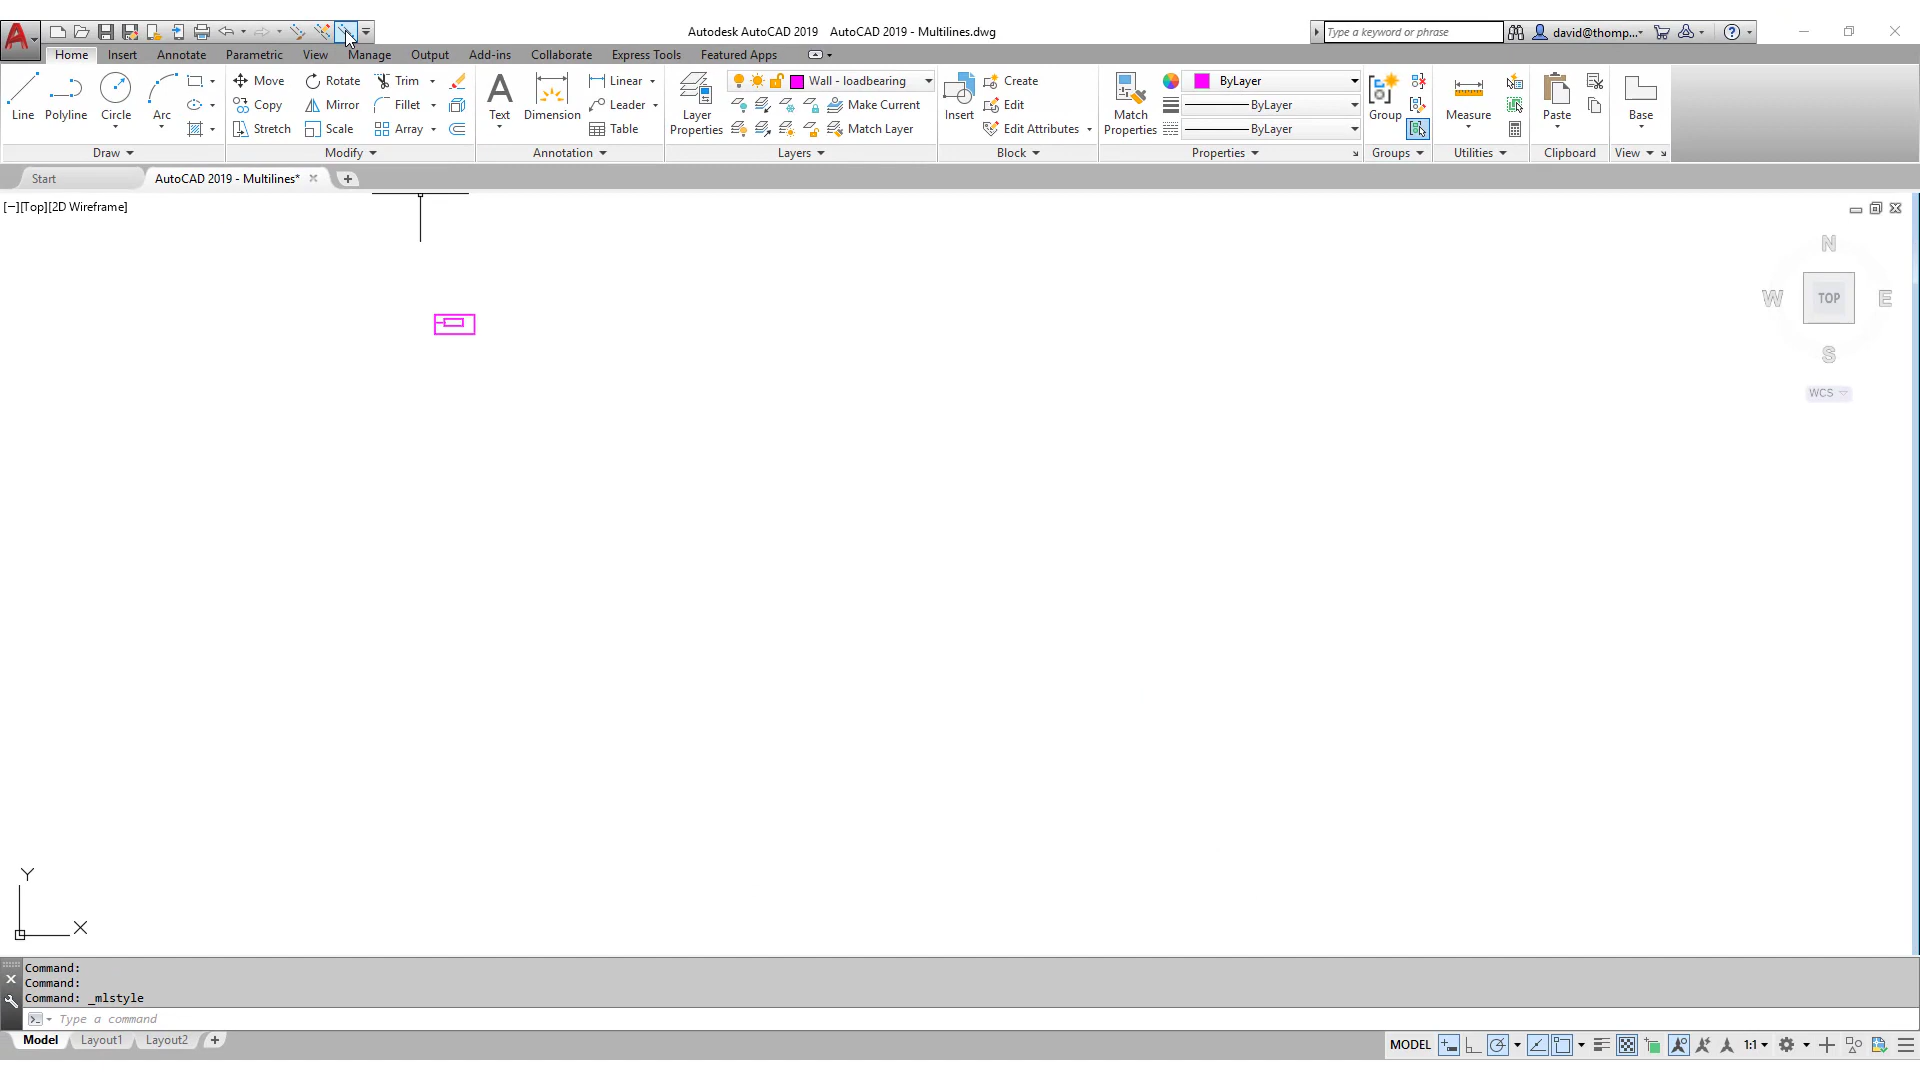 Autodesk AutoCAD 2019 AutoCAD 2019 - Multilines.dwg
Type a keyword or phrase
david@thomp...
Home Insert Annotate Parametric View Manage Output Add-ins Collaborate Express Tools Featured Apps
Line Polyline Circle Arc
Draw
Move Rotate Trim
Copy Mirror Fillet
Stretch Scale Array
Modify
Text Dimension
Linear
Leader
Table
Annotation
Layer Properties
Wall - loadbearing
Make Current
Match Layer
Layers
Insert
Create
Edit
Edit Attributes
Block
Match Properties
ByLayer
ByLayer
ByLayer
Properties
Group
Groups
Measure
Utilities
Paste
Clipboard
Base
View
Start AutoCAD 2019 - Multilines*
[−][Top][2D Wireframe]
N
W TOP E
S
WCS
Y
X
Command:
Command:
Command: _mlstyle
Type a command
Model Layout1 Layout2
MODEL 1:1